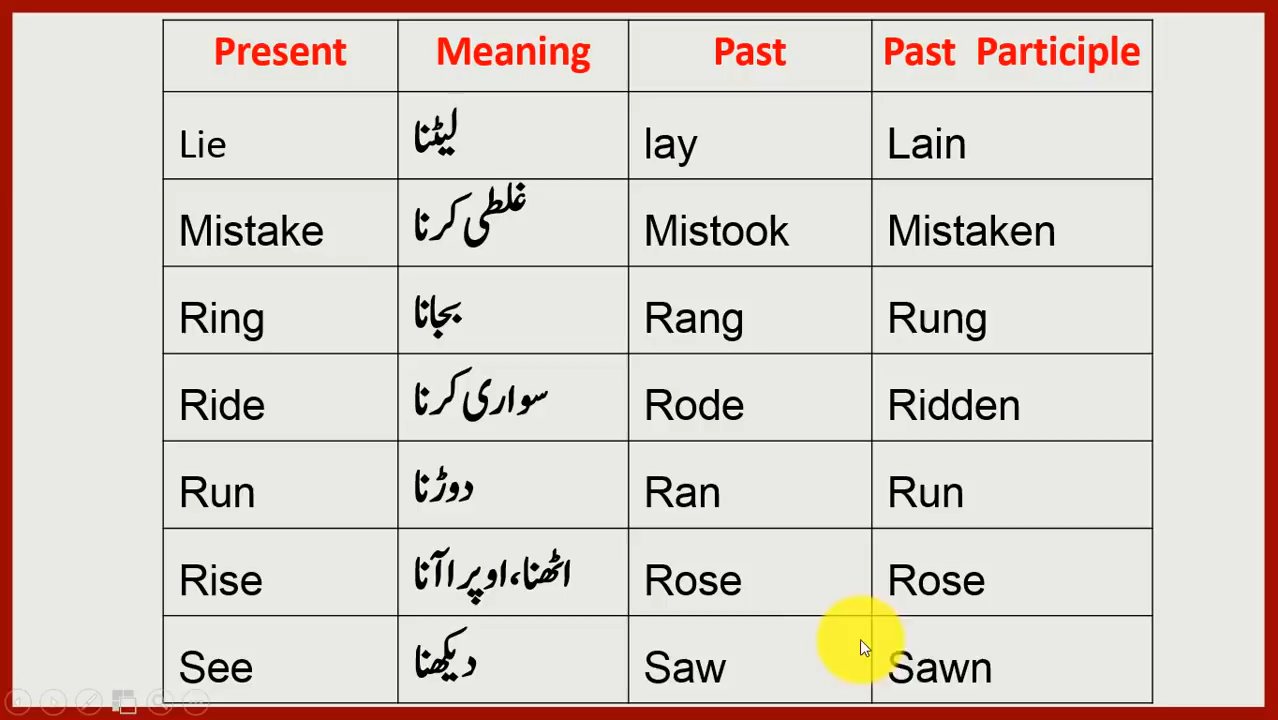 Present Meaning Past Past Participle
Lie لیٹنا lay Lain
Mistake غلطی کرنا Mistook Mistaken
Ring بجانا Rang Rung
Ride سواری کرنا Rode Ridden
Run دوڑنا Ran Run
Rise اٹھنا،اوپر اآنا Rose Rose
See دیکھنا Saw Sawn